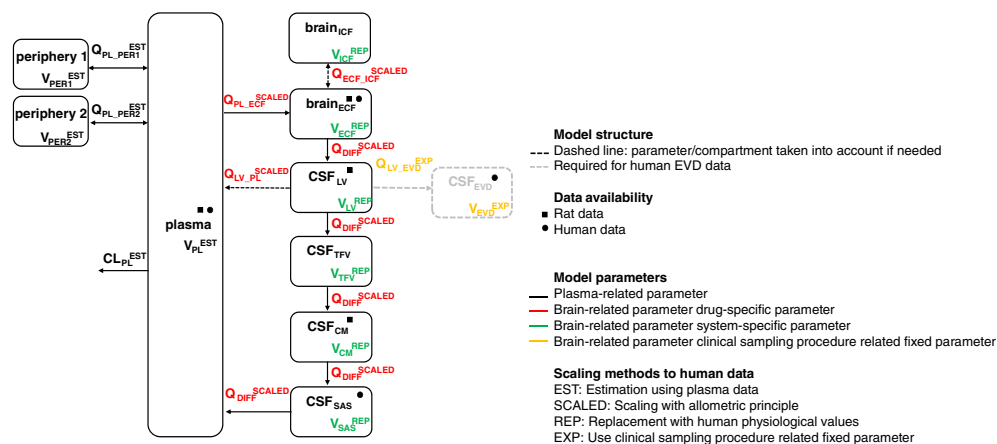 brain_ICF
V_ICF^REP
periphery 1
V_PER1^EST
Q_PL_PER1^EST
periphery 2
V_PER2^EST
Q_PL_PER2^EST
Q_ECF_ICF^SCALED
Q_PL_ECF^SCALED
brain_ECF
V_ECF^REP
Q_DIFF^SCALED
Q_LV_PL^SCALED
CSF_LV
V_LV^REP
Q_LV_EVD^EXP
CSF_EVD
V_EVD^EXP
Q_DIFF^SCALED
plasma
V_PL^EST
CL_PL^EST
CSF_TFV
V_TFV^REP
Q_DIFF^SCALED
CSF_CM
V_CM^REP
Q_DIFF^SCALED
Q_DIFF^SCALED
CSF_SAS
V_SAS^REP
Model structure
Dashed line: parameter/compartment taken into account if needed
Required for human EVD data
Data availability
Rat data
Human data
Model parameters
Plasma-related parameter
Brain-related parameter drug-specific parameter
Brain-related parameter system-specific parameter
Brain-related parameter clinical sampling procedure related fixed parameter
Scaling methods to human data
EST: Estimation using plasma data
SCALED: Scaling with allometric principle
REP: Replacement with human physiological values
EXP: Use clinical sampling procedure related fixed parameter